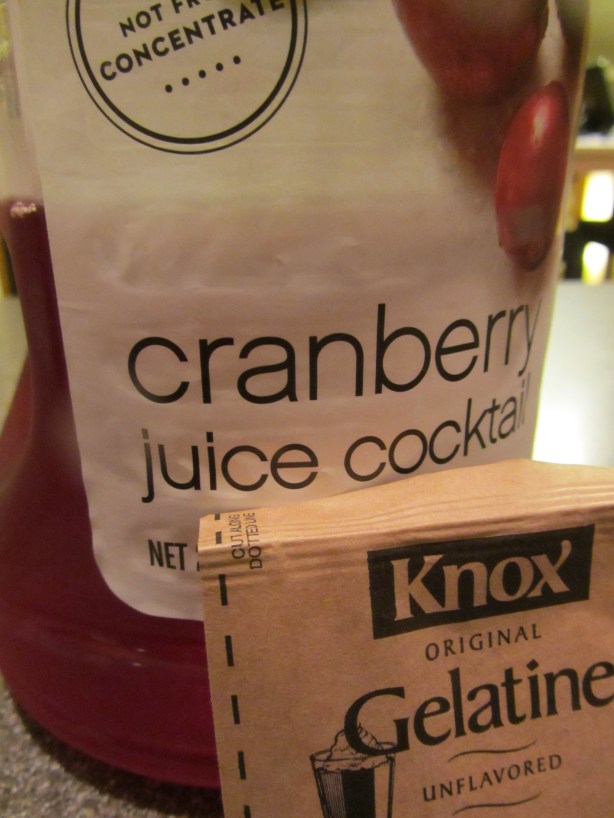 NOT FR
CONCENTRATE
cranberry
juice cocktail
NET
CUT ALONG
DOTTED LINE
Knox
ORIGINAL
Gelatine
UNFLAVORED